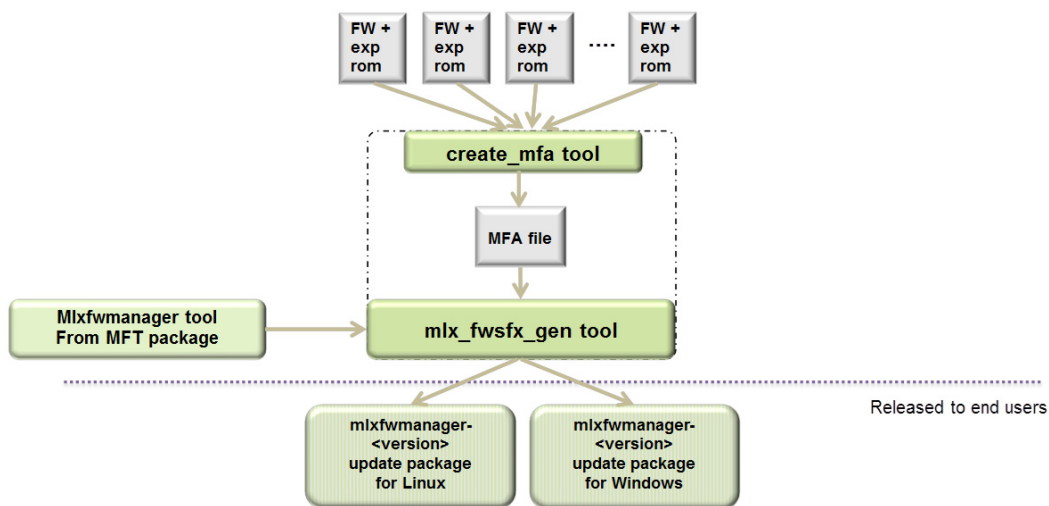 FW +
exp
rom
FW +
exp
rom
FW +
exp
rom
....
FW +
exp
rom
create_mfa tool
MFA file
Mlxfwmanager tool
From MFT package
mlx_fwsfx_gen tool
Released to end users
mlxfwmanager-
<version>
update package
for Linux
mlxfwmanager-
<version>
update package
for Windows